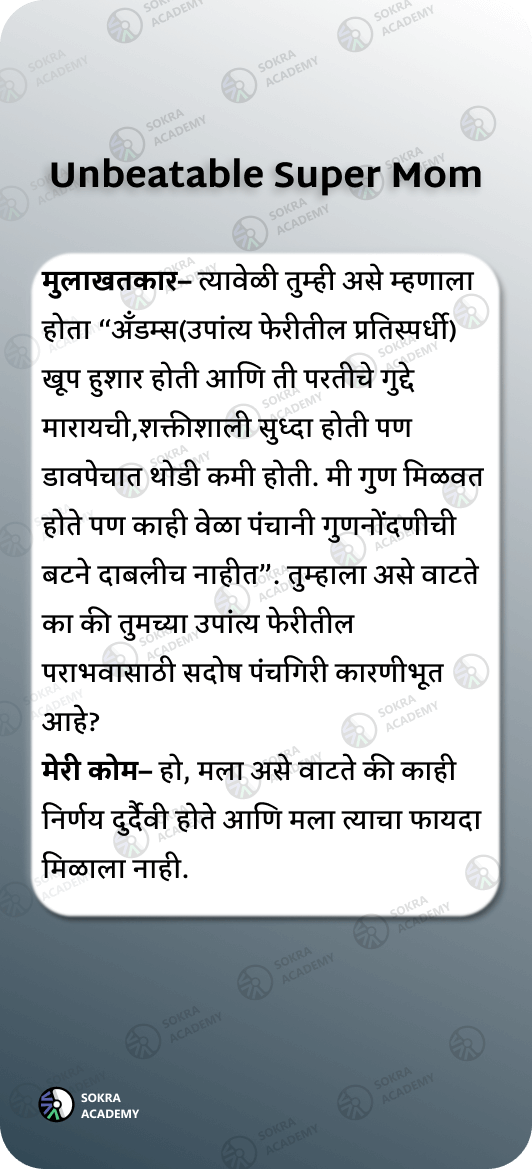 Unbeatable Super Mom
मुलाखतकार– त्यावेळी तुम्ही असे म्हणाला
होता “अ‍ॅडम्स(उपांत्य फेरीतील प्रतिस्पर्धी)
खूप हुशार होती आणि ती परतीचे गुद्दे
मारायची,शक्तीशाली सुध्दा होती पण
डावपेचात थोडी कमी होती. मी गुण मिळवत
होते पण काही वेळा पंचानी गुणनोंदणीची
बटने दाबलीच नाहीत”. तुम्हाला असे वाटते
का की तुमच्या उपांत्य फेरीतील
पराभवासाठी सदोष पंचगिरी कारणीभूत
आहे?
मेरी कोम– हो, मला असे वाटते की काही
निर्णय दुर्दैवी होते आणि मला त्याचा फायदा
मिळाला नाही.
SOKRA
ACADEMY